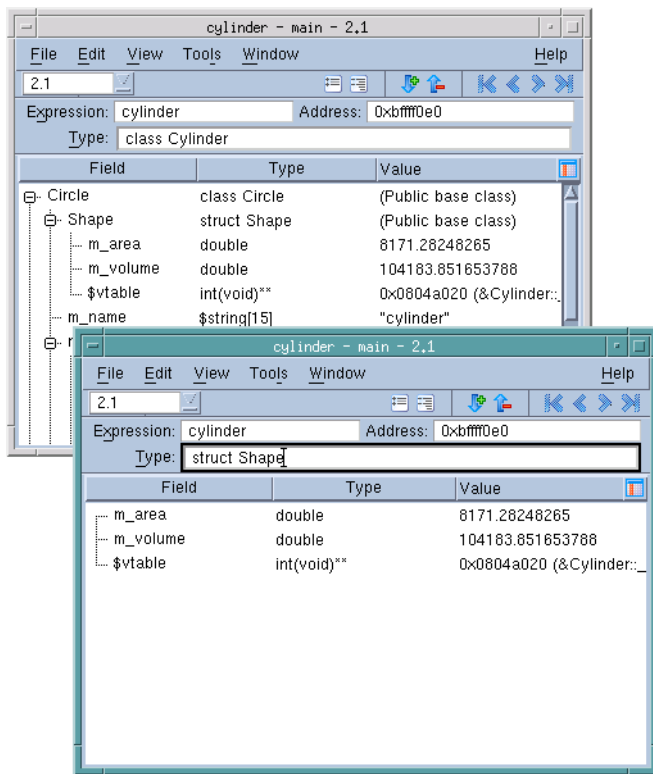 cylinder - main - 2.1
File Edit View Tools Window Help
2.1
Expression: cylinder Address: 0xbffff0e0
Type: class Cylinder
Field Type Value
Circle class Circle (Public base class)
Shape struct Shape (Public base class)
m_area double 8171.28248265
m_volume double 104183.851653788
$vtable int(void)** 0x0804a020 (&Cylinder::_
m_name $string[15] "cylinder"
r
cylinder - main - 2.1
File Edit View Tools Window Help
2.1
Expression: cylinder Address: 0xbffff0e0
Type: struct Shape
Field Type Value
m_area double 8171.28248265
m_volume double 104183.851653788
$vtable int(void)** 0x0804a020 (&Cylinder::_